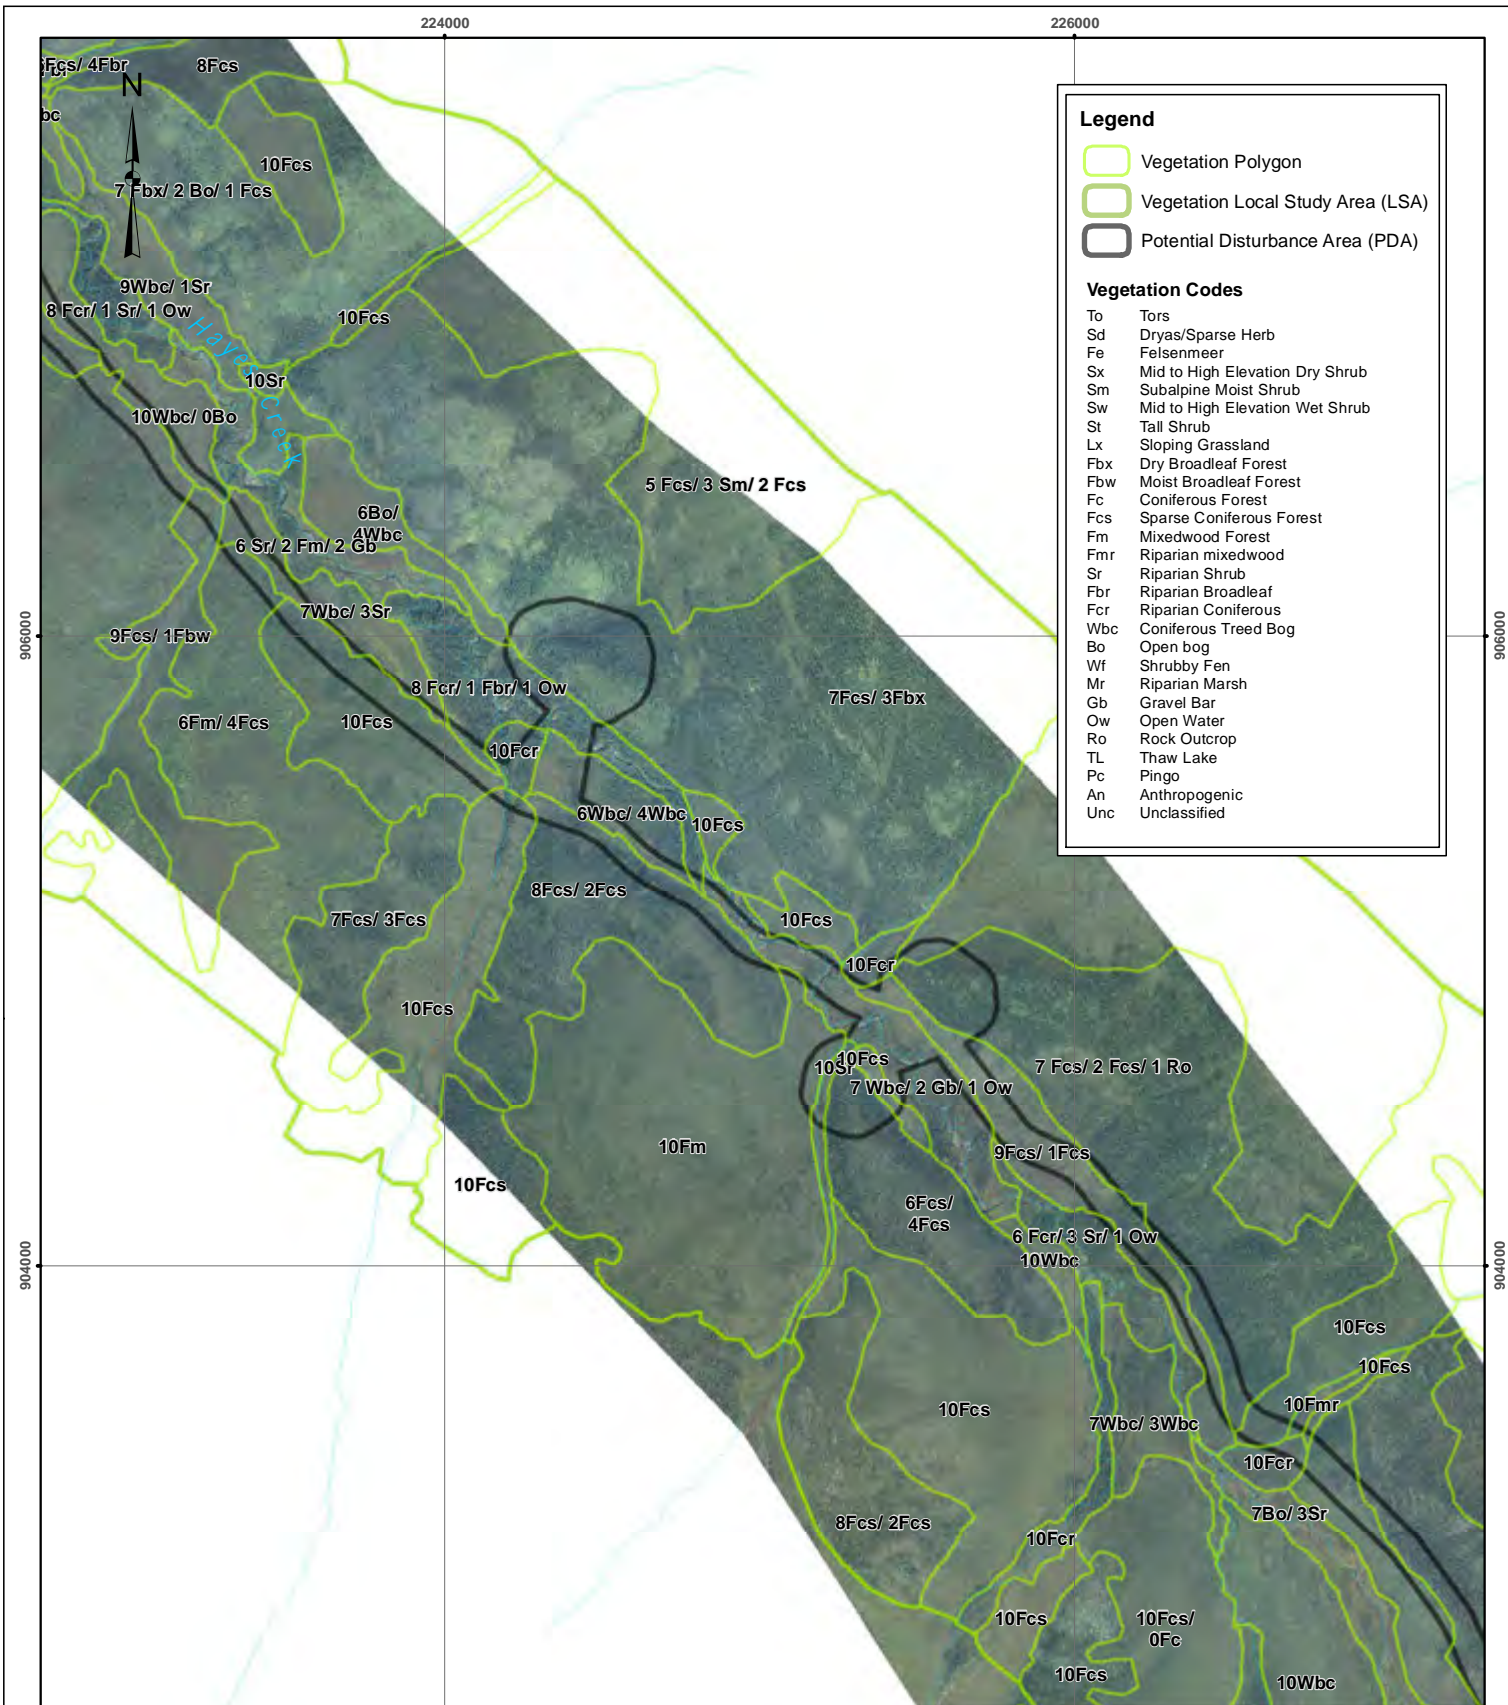 224000
226000
6Fcs/ 4Fbr
8Fcs
N
bc
10Fcs
7 Fbx/ 2 Bo/ 1 Fcs
9Wbc/ 1Sr
8 Fcr/ 1 Sr/ 1 Ow
10Fcs
Hayes Creek
10Sr
10Wbc/ 0Bo
5 Fcs/ 3 Sm/ 2 Fcs
6Bo/
4Wbc
6 Sr/ 2 Fm/ 2 Gb
7Wbc/ 3Sr
906000
906000
9Fcs/ 1Fbw
8 Fcr/ 1 Fbr/ 1 Ow
7Fcs/ 3Fbx
6Fm/ 4Fcs
10Fcs
10Fcr
6Wbc/ 4Wbc
10Fcs
8Fcs/ 2Fcs
7Fcs/ 3Fcs
10Fcs
10Fcr
10Fcs
10Fcs
10Sr
7 Fcs/ 2 Fcs/ 1 Ro
7 Wbc/ 2 Gb/ 1 Ow
10Fm
9Fcs/ 1Fcs
10Fcs
6Fcs/
4Fcs
6 Fcr/ 3 Sr/ 1 Ow
10Wbc
904000
904000
10Fcs
10Fcs
10Fmr
10Fcs
7Wbc/ 3Wbc
10Fcr
7Bo/ 3Sr
8Fcs/ 2Fcs
10Fcr
10Fcs
10Fcs/
0Fc
10Fcs
10Wbc
Legend
Vegetation Polygon
Vegetation Local Study Area (LSA)
Potential Disturbance Area (PDA)
Vegetation Codes
To Tors
Sd Dryas/Sparse Herb
Fe Felsenmeer
Sx Mid to High Elevation Dry Shrub
Sm Subalpine Moist Shrub
Sw Mid to High Elevation Wet Shrub
St Tall Shrub
Lx Sloping Grassland
Fbx Dry Broadleaf Forest
Fbw Moist Broadleaf Forest
Fc Coniferous Forest
Fcs Sparse Coniferous Forest
Fm Mixedwood Forest
Fmr Riparian mixedwood
Sr Riparian Shrub
Fbr Riparian Broadleaf
Fcr Riparian Coniferous
Wbc Coniferous Treed Bog
Bo Open bog
Wf Shrubby Fen
Mr Riparian Marsh
Gb Gravel Bar
Ow Open Water
Ro Rock Outcrop
TL Thaw Lake
Pc Pingo
An Anthropogenic
Unc Unclassified